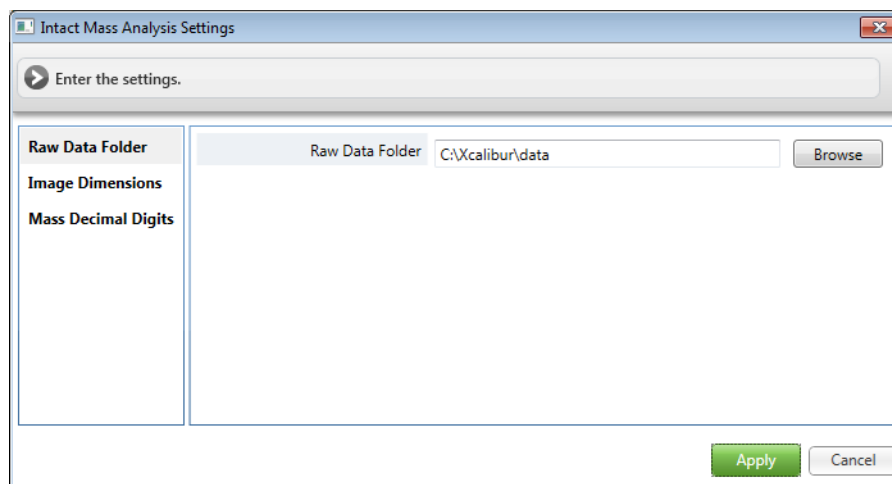 Intact Mass Analysis Settings
Enter the settings.
Raw Data Folder
Image Dimensions
Mass Decimal Digits
Raw Data Folder C:\Xcalibur\data Browse
Apply Cancel